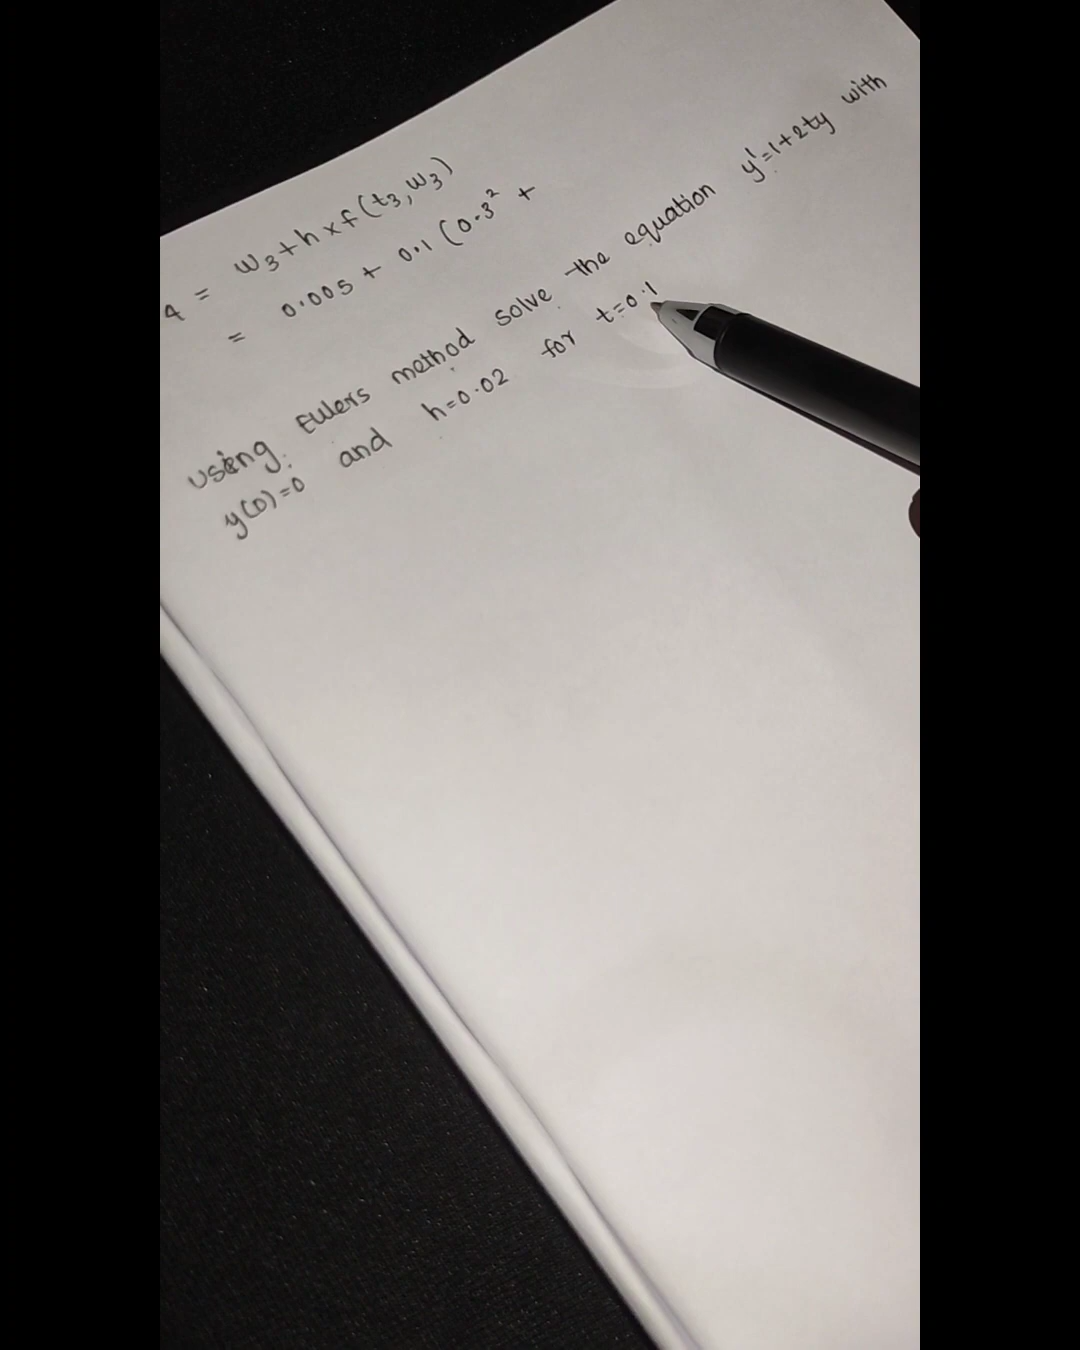 4 = w₃+h×f(t₃,w₃)
= 0.005 + 0.1 (0.3² +
using Eulers method solve the equation y'=1+2ty with
y(0)=0 and h=0.02 for t=0.1